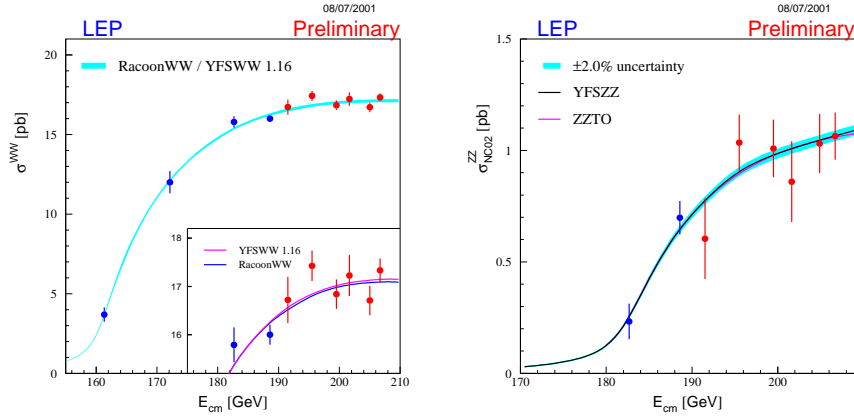 08/07/2001
LEP
Preliminary
RacoonWW / YFSWW 1.16
σ^WW [pb]
20
15
10
5
0
160
170
180
190
200
210
E_cm [GeV]
YFSWW 1.16
RacoonWW
18
17
16
08/07/2001
LEP
Preliminary
±2.0% uncertainty
YFSZZ
ZZTO
σ^ZZ_NC02 [pb]
1.5
1.0
0.5
0
170
180
190
200
E_cm [GeV]